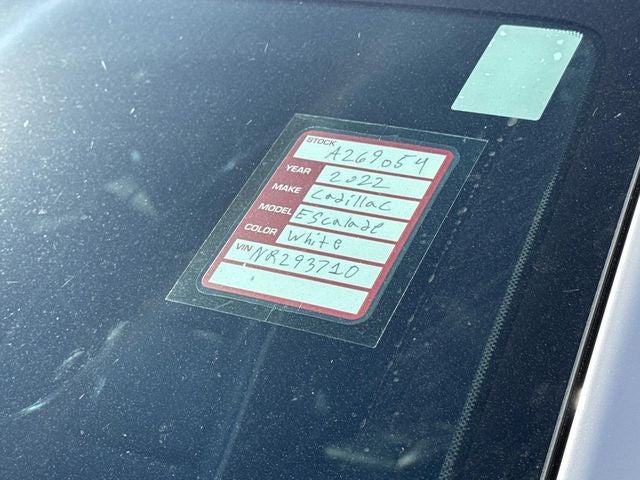 STOCK A269054
YEAR 2022
MAKE Cadillac
MODEL Escalade
COLOR White
VIN NR293710